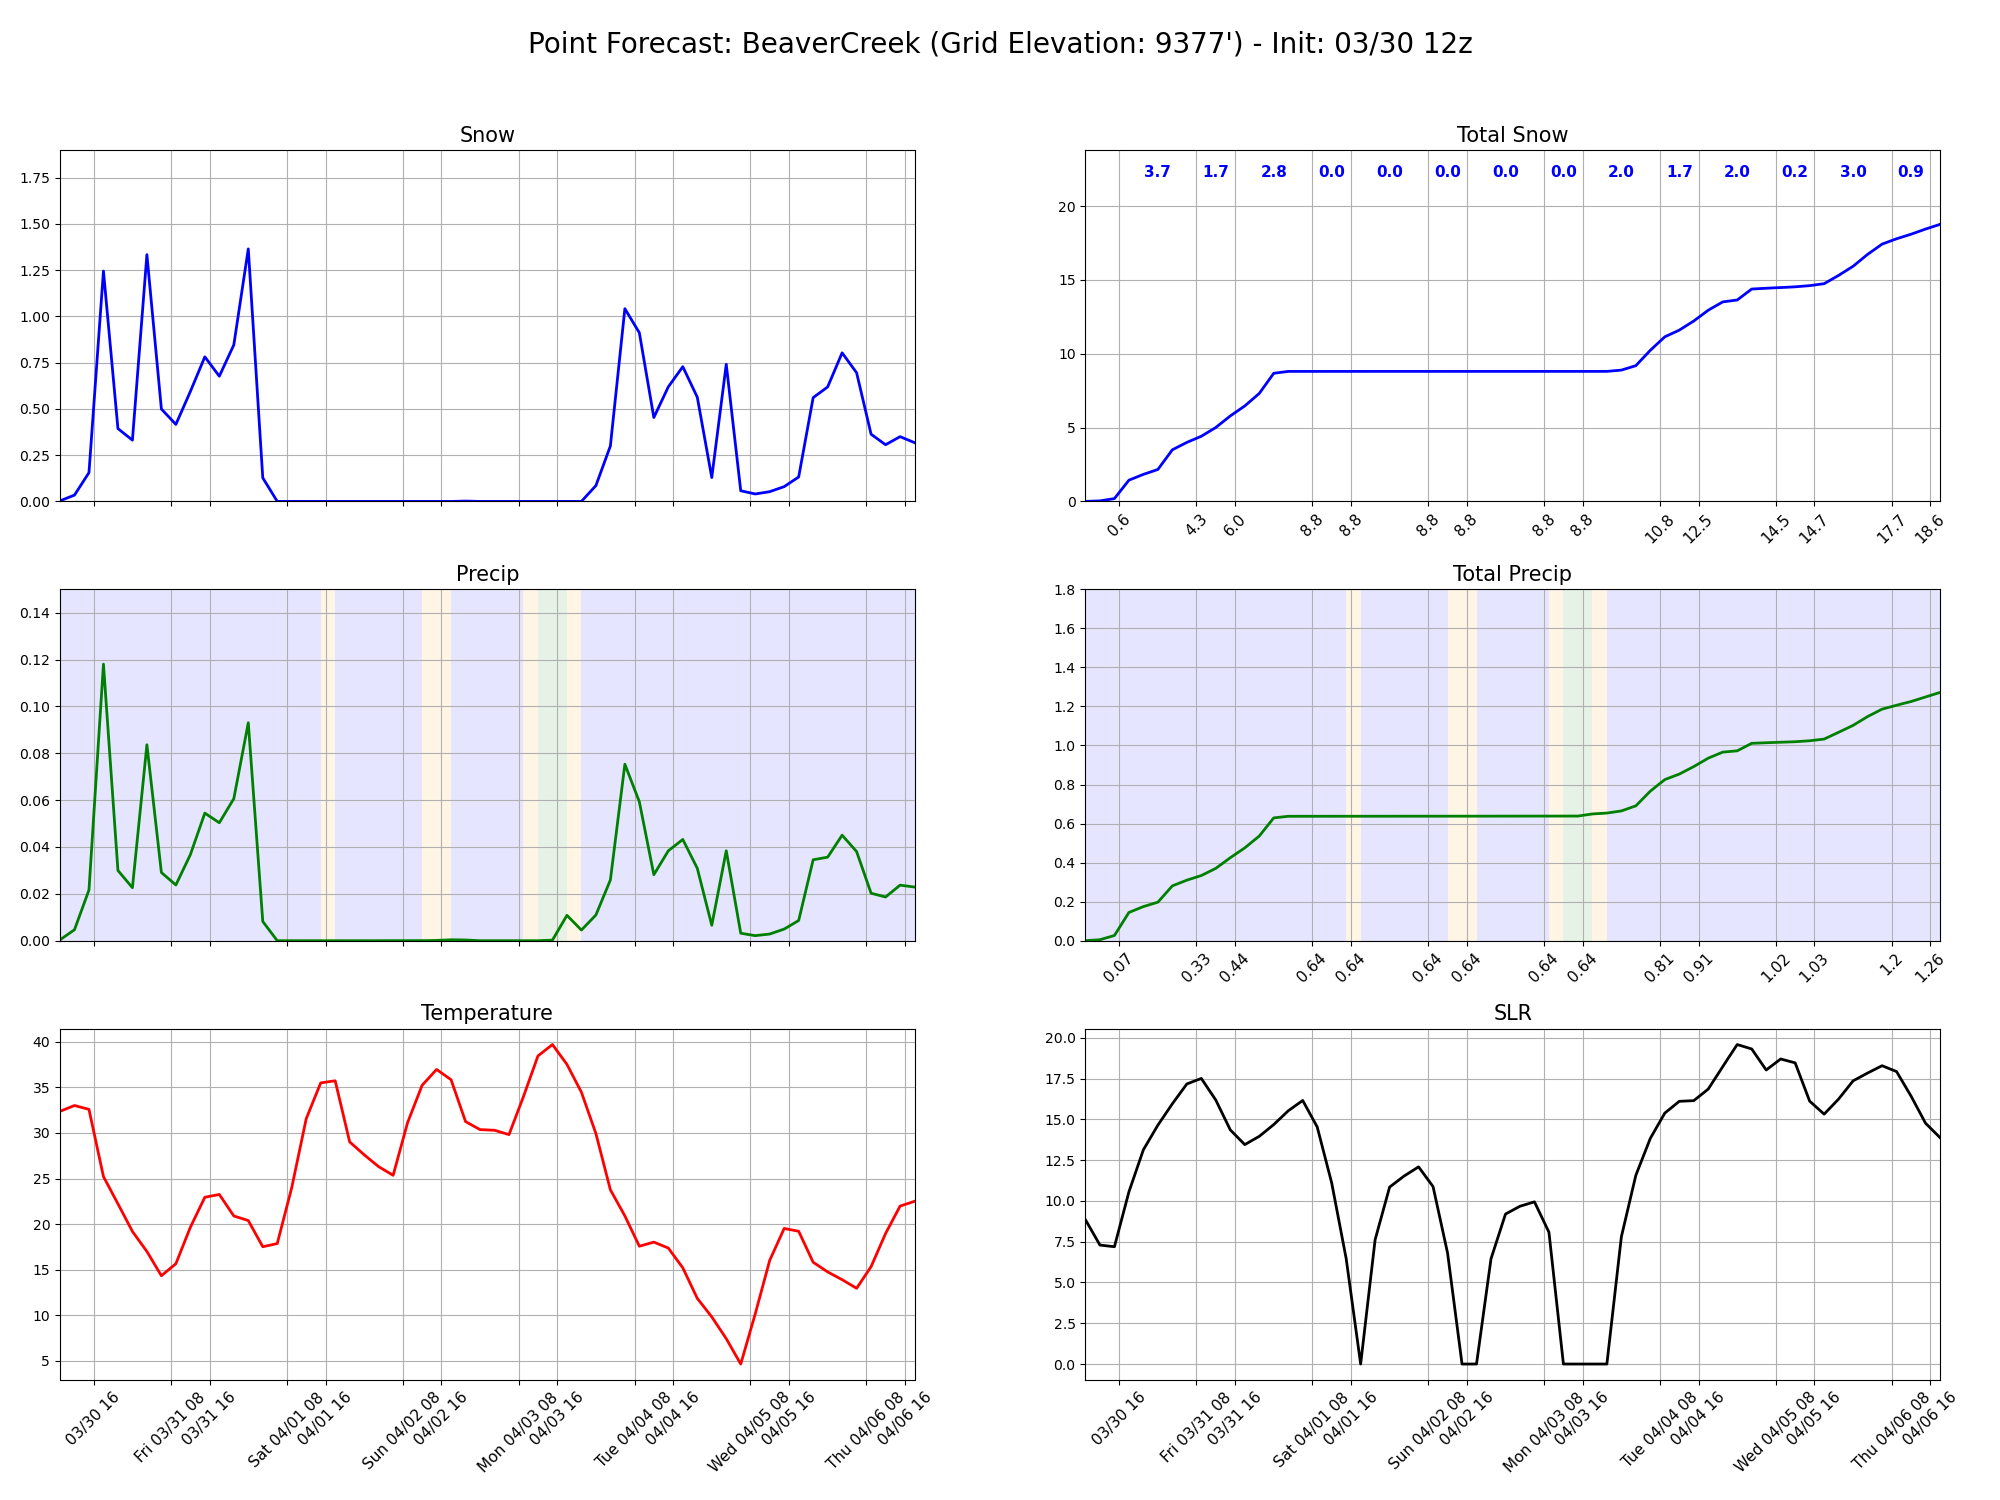 Point Forecast: BeaverCreek (Grid Elevation: 9377') - Init: 03/30 12z
Snow
1.75
1.50
1.25
1.00
0.75
0.50
0.25
0.00
Total Snow
3.7 1.7 2.8 0.0 0.0 0.0 0.0 0.0 2.0 1.7 2.0 0.2 3.0 0.9
20
15
10
5
0
0.6 4.3 6.0 8.8 8.8 8.8 8.8 8.8 8.8 10.8 12.5 14.5 14.7 17.7 18.6
Precip
0.14
0.12
0.10
0.08
0.06
0.04
0.02
0.00
Total Precip
1.8
1.6
1.4
1.2
1.0
0.8
0.6
0.4
0.2
0.0
0.07 0.33 0.44 0.64 0.64 0.64 0.64 0.64 0.64 0.81 0.91 1.02 1.03 1.2 1.26
Temperature
40
35
30
25
20
15
10
5
03/30 16
Fri 03/31 08
03/31 16
Sat 04/01 08
04/01 16
Sun 04/02 08
04/02 16
Mon 04/03 08
04/03 16
Tue 04/04 08
04/04 16
Wed 04/05 08
04/05 16
Thu 04/06 08
04/06 16
SLR
20.0
17.5
15.0
12.5
10.0
7.5
5.0
2.5
0.0
03/30 16
Fri 03/31 08
03/31 16
Sat 04/01 08
04/01 16
Sun 04/02 08
04/02 16
Mon 04/03 08
04/03 16
Tue 04/04 08
04/04 16
Wed 04/05 08
04/05 16
Thu 04/06 08
04/06 16